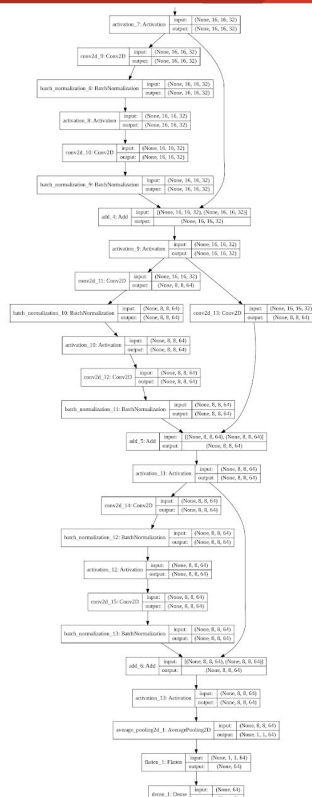 activation_7: Activation input: (None, 16, 16, 32)
output: (None, 16, 16, 32)
conv2d_9: Conv2D input: (None, 16, 16, 32)
output: (None, 16, 16, 32)
batch_normalization_8: BatchNormalization input: (None, 16, 16, 32)
output: (None, 16, 16, 32)
activation_8: Activation input: (None, 16, 16, 32)
output: (None, 16, 16, 32)
conv2d_10: Conv2D input: (None, 16, 16, 32)
output: (None, 16, 16, 32)
batch_normalization_9: BatchNormalization input: (None, 16, 16, 32)
output: (None, 16, 16, 32)
add_4: Add input: [(None, 16, 16, 32), (None, 16, 16, 32)]
output: (None, 16, 16, 32)
activation_9: Activation input: (None, 16, 16, 32)
output: (None, 16, 16, 32)
conv2d_11: Conv2D input: (None, 16, 16, 32)
output: (None, 8, 8, 64)
batch_normalization_10: BatchNormalization input: (None, 8, 8, 64)
output: (None, 8, 8, 64)
conv2d_13: Conv2D input: (None, 16, 16, 32)
output: (None, 8, 8, 64)
activation_10: Activation input: (None, 8, 8, 64)
output: (None, 8, 8, 64)
conv2d_12: Conv2D input: (None, 8, 8, 64)
output: (None, 8, 8, 64)
batch_normalization_11: BatchNormalization input: (None, 8, 8, 64)
output: (None, 8, 8, 64)
add_5: Add input: [(None, 8, 8, 64), (None, 8, 8, 64)]
output: (None, 8, 8, 64)
activation_11: Activation input: (None, 8, 8, 64)
output: (None, 8, 8, 64)
conv2d_14: Conv2D input: (None, 8, 8, 64)
output: (None, 8, 8, 64)
batch_normalization_12: BatchNormalization input: (None, 8, 8, 64)
output: (None, 8, 8, 64)
activation_12: Activation input: (None, 8, 8, 64)
output: (None, 8, 8, 64)
conv2d_15: Conv2D input: (None, 8, 8, 64)
output: (None, 8, 8, 64)
batch_normalization_13: BatchNormalization input: (None, 8, 8, 64)
output: (None, 8, 8, 64)
add_6: Add input: [(None, 8, 8, 64), (None, 8, 8, 64)]
output: (None, 8, 8, 64)
activation_13: Activation input: (None, 8, 8, 64)
output: (None, 8, 8, 64)
average_pooling2d_1: AveragePooling2D input: (None, 8, 8, 64)
output: (None, 1, 1, 64)
flatten_1: Flatten input: (None, 1, 1, 64)
output: (None, 64)
dense_1: Dense input: (None, 64)